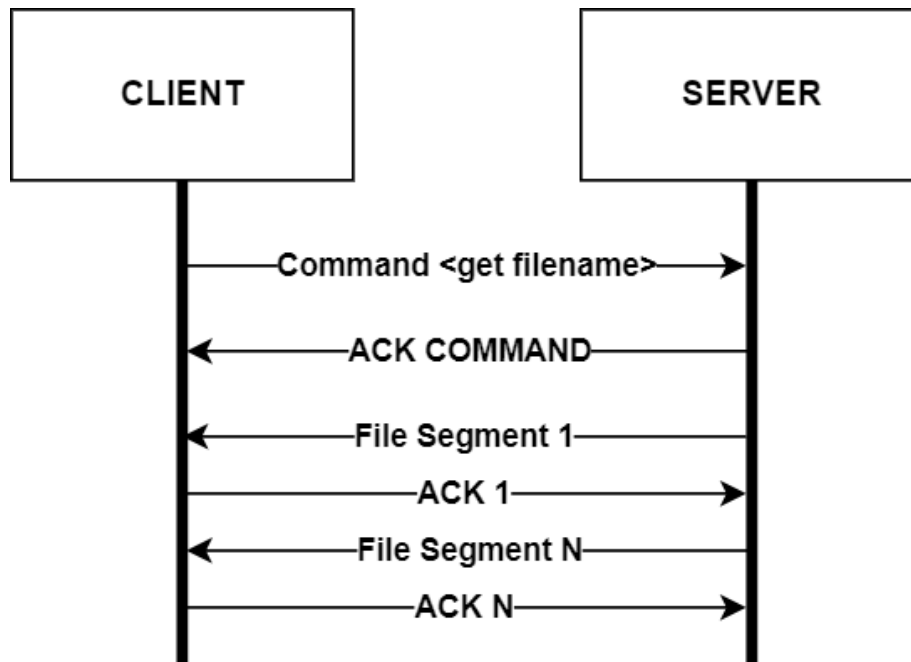 CLIENT
SERVER
Command <get filename>
ACK COMMAND
File Segment 1
ACK 1
File Segment N
ACK N